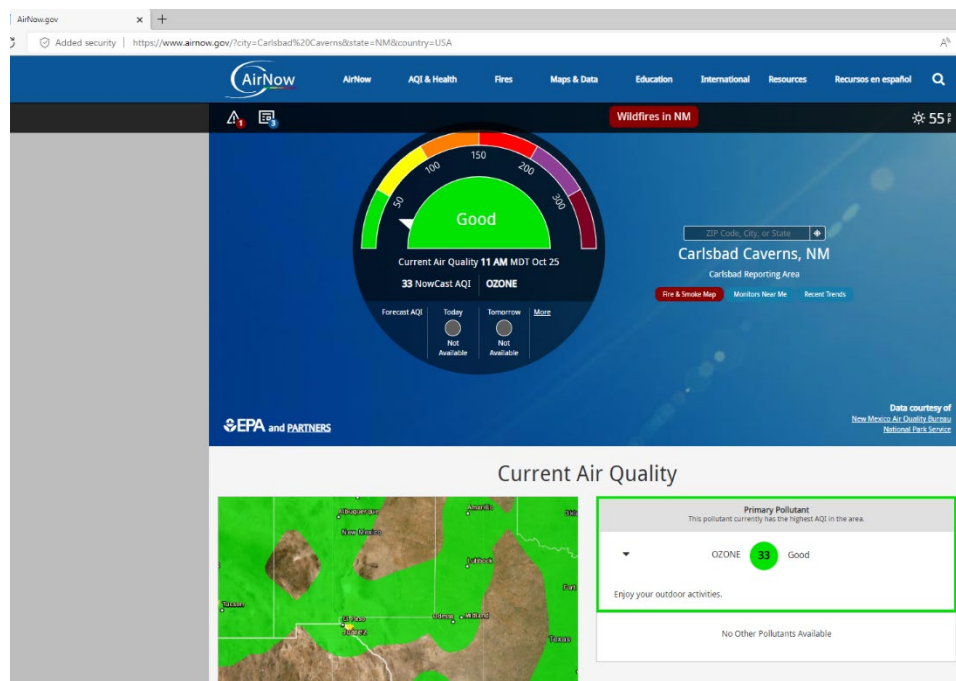 AirNow.gov
Added security | https://www.airnow.gov/?city=Carlsbad%20Caverns&state=NM&country=USA
AirNow AirNow AQI & Health Fires Maps & Data Education International Resources Recursos en español
1 3 Wildfires in NM 55 F
50 100 150 200 300
Good
Current Air Quality 11 AM MDT Oct 25
33 NowCast AQI OZONE
Forecast AQI Today Tomorrow More
Not Available Not Available
ZIP Code, City, or State
Carlsbad Caverns, NM
Carlsbad Reporting Area
Fire & Smoke Map Monitors Near Me Recent Trends
EPA and PARTNERS
Data courtesy of
New Mexico Air Quality Bureau
National Park Service
Current Air Quality
Albuquerque
Amarillo
New Mexico
Lubbock
Tucson
El Paso
Juárez
Odessa
Midland
Texas
Primary Pollutant
This pollutant currently has the highest AQI in the area.
OZONE 33 Good
Enjoy your outdoor activities.
No Other Pollutants Available